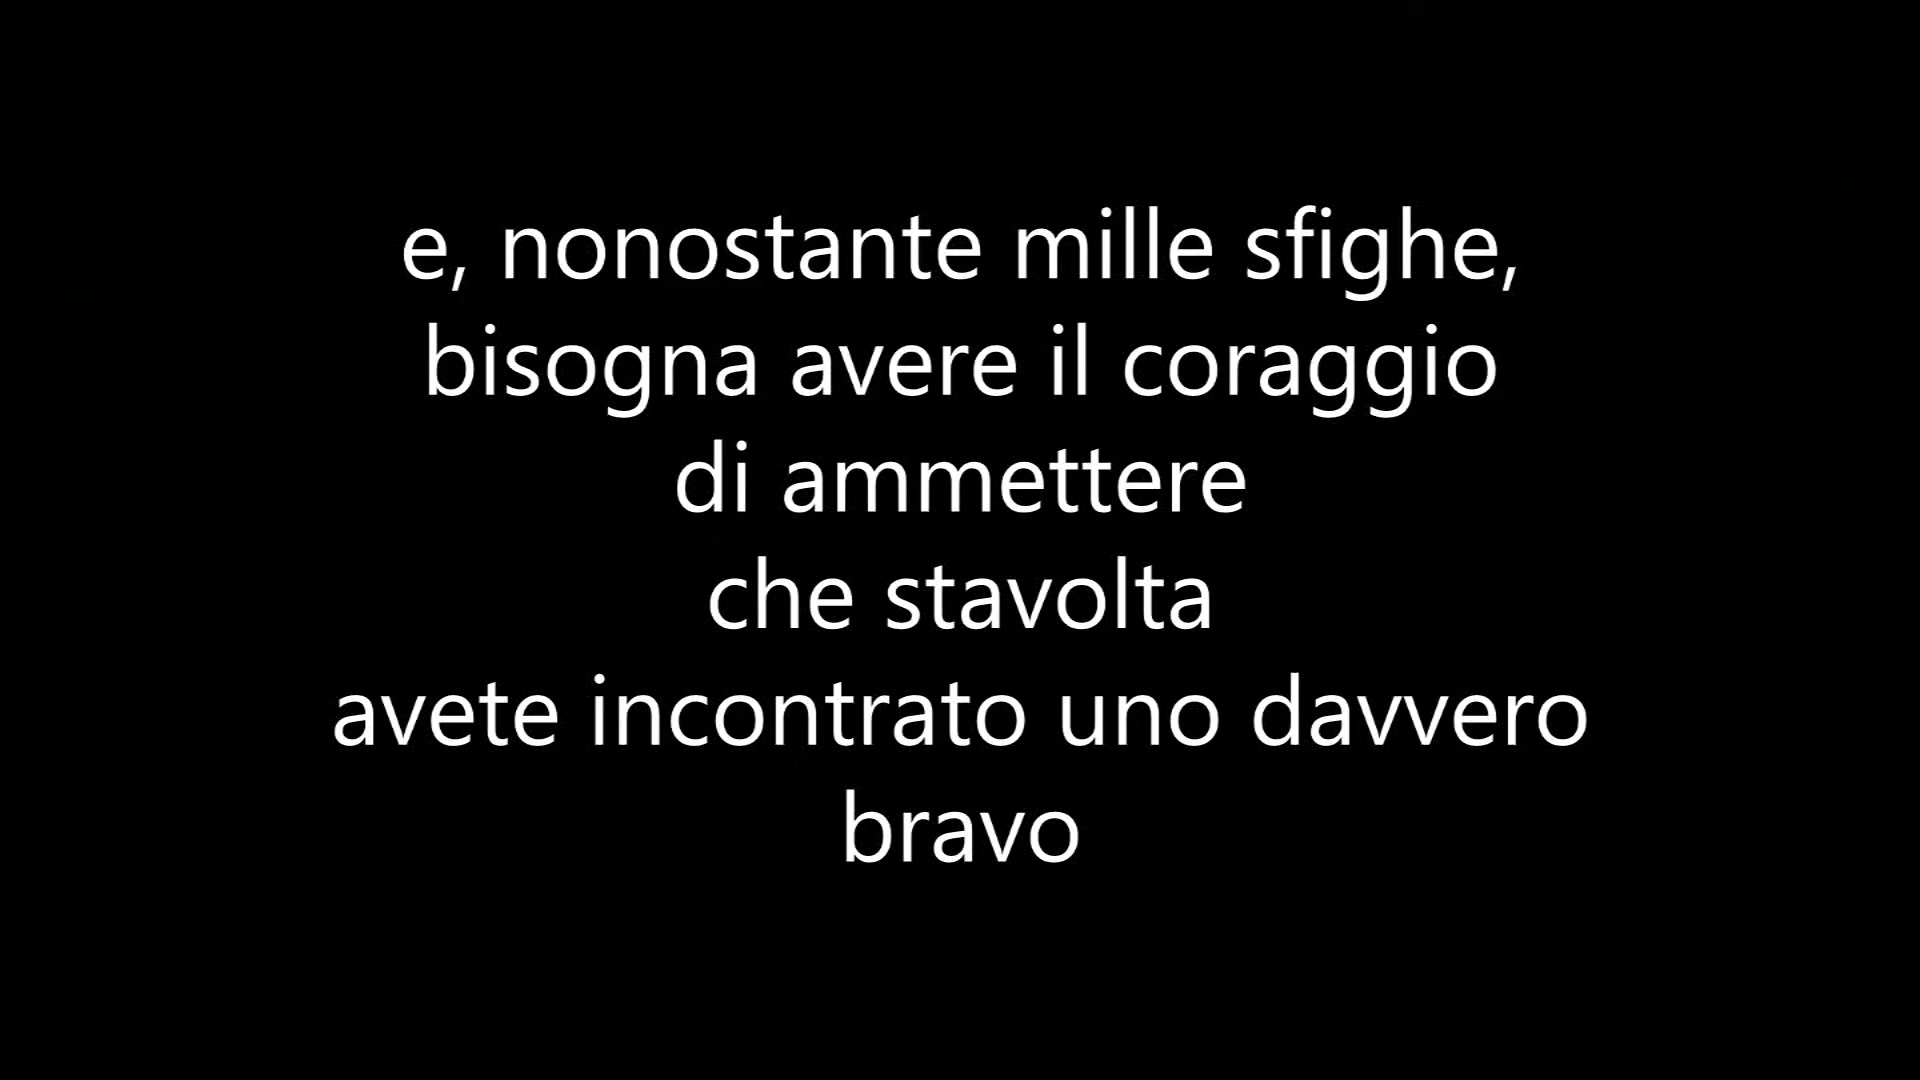 e, nonostante mille sfighe,
bisogna avere il coraggio
di ammettere
che stavolta
avete incontrato uno davvero
bravo